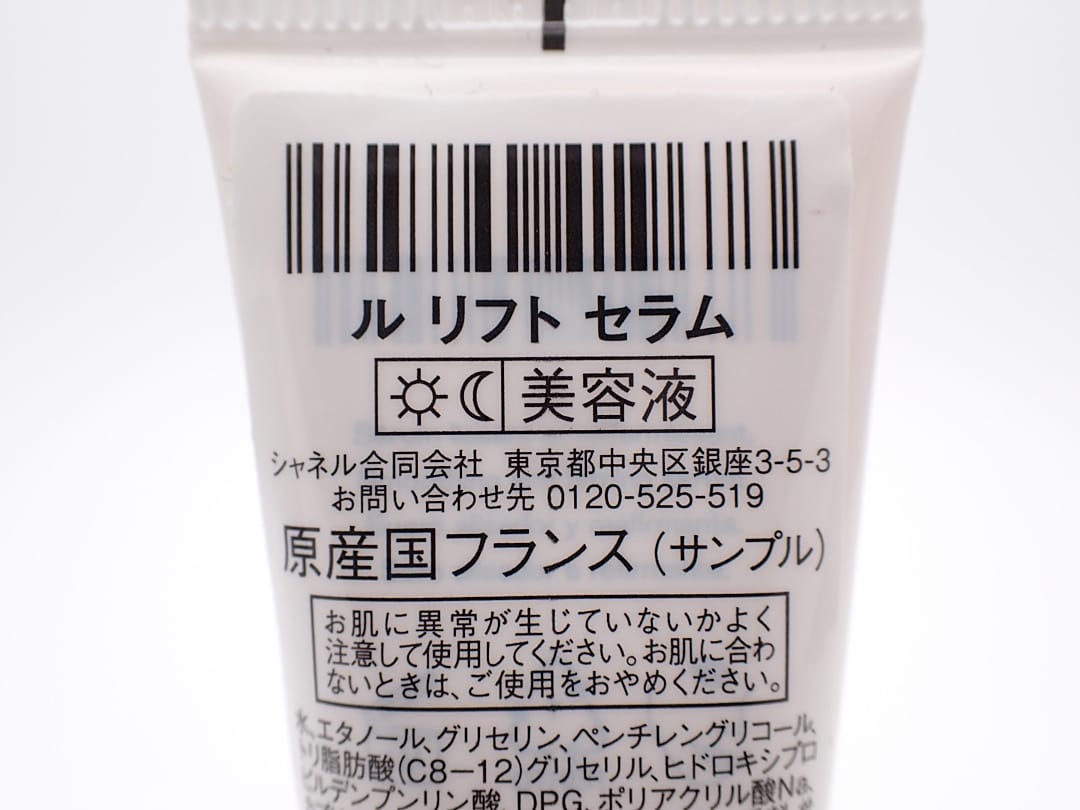 ル リフト セラム
美容液
シャネル合同会社 東京都中央区銀座3-5-3
お問い合わせ先 0120-525-519
原産国フランス（サンプル）
お肌に異常が生じていないかよく
注意して使用してください。お肌に合わ
ないときは、ご使用をおやめください。
水、エタノール、グリセリン、ペンチレングリコール、
トリ脂肪酸(C8−12)グリセリル、ヒドロキシプロ
ピルデンプンリン酸、DPG、ポリアクリル酸Na、